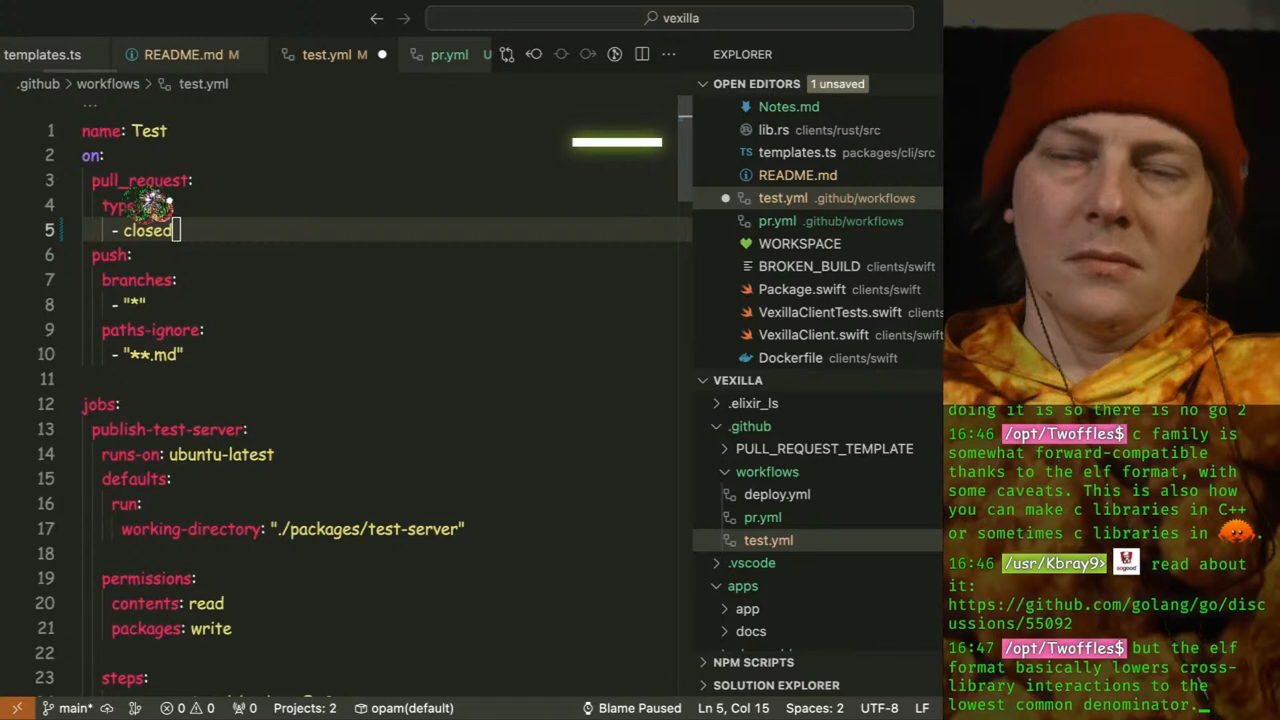 vexilla
templates.ts
README.md M
test.yml M
pr.yml U
EXPLORER
.github
workflows
test.yml
...
1 name: Test
2 on:
3 pull_request:
4 typ
5 - closed
6 push:
7 branches:
8 - "*"
9 paths-ignore:
10 - "**.md"
11
12 jobs:
13 publish-test-server:
14 runs-on: ubuntu-latest
15 defaults:
16 run:
17 working-directory: "./packages/test-server"
18
19 permissions:
20 contents: read
21 packages: write
22
23 steps:
OPEN EDITORS 1 unsaved
Notes.md
lib.rs clients/rust/src
TS templates.ts packages/cli/src
README.md
test.yml .github/workflows
pr.yml .github/workflows
WORKSPACE
BROKEN_BUILD clients/swift
Package.swift clients/swift
VexillaClientTests.swift
VexillaClient.swift clients/swift
Dockerfile clients/swift
VEXILLA
.elixir_ls
.github
PULL_REQUEST_TEMPLATE
workflows
deploy.yml
pr.yml
test.yml
.vscode
apps
app
docs
NPM SCRIPTS
SOLUTION EXPLORER
doing it is so there is no go 2
16:46 /opt/Twoffles$ c family is
somewhat forward-compatible
thanks to the elf format, with
some caveats. This is also how
you can make c libraries in C++
or sometimes c libraries in .
16:46 /usr/Kbray9> read about
it:
https://github.com/golang/go/disc
ussions/55092
16:47 /opt/Twoffles$ but the elf
format basically lowers cross-
library interactions to the
lowest common denominator._
main* 0 0 0 Projects: 2 opam(default) Blame Paused Ln 5, Col 15 Spaces: 2 UTF-8 LF